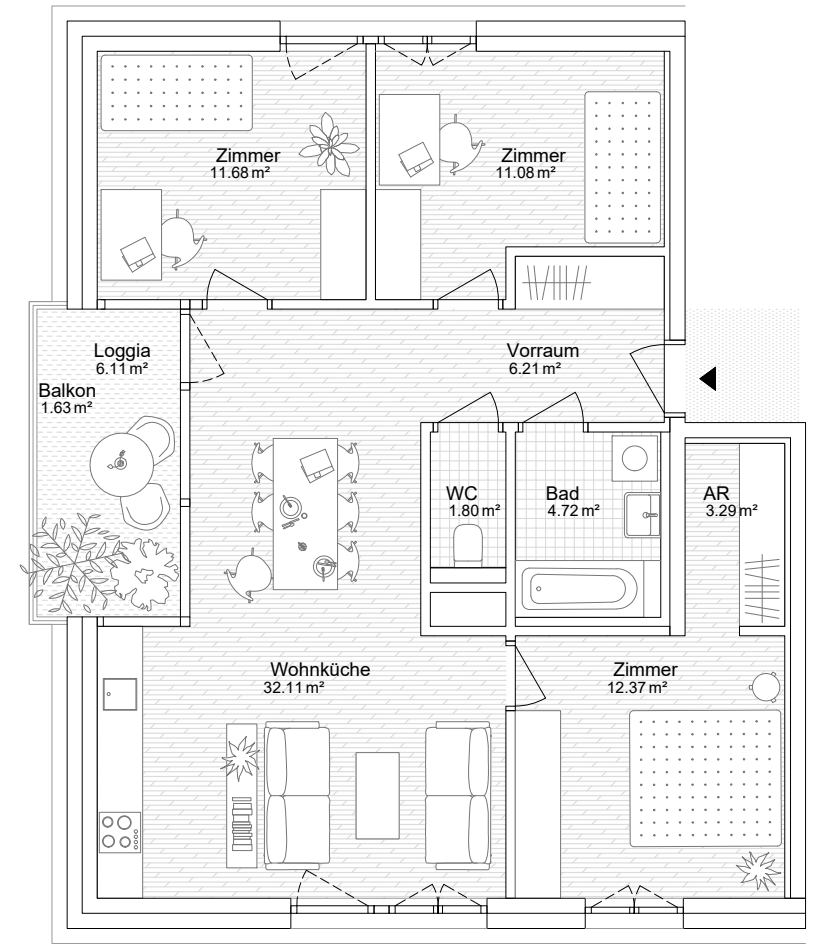 Zimmer
11.68 m²
Zimmer
11.08 m²
Loggia
6.11 m²
Vorraum
6.21 m²
Balkon
1.63 m²
WC
1.80 m²
Bad
4.72 m²
AR
3.29 m²
Wohnküche
32.11 m²
Zimmer
12.37 m²